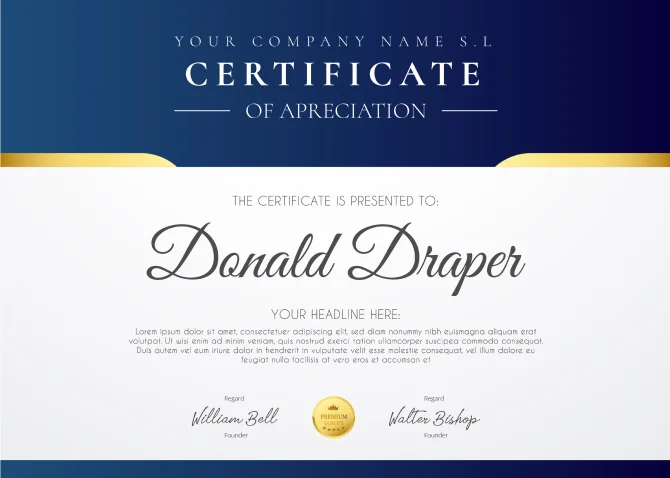 YOUR COMPANY NAME S.L
CERTIFICATE
OF APRECIATION
THE CERTIFICATE IS PRESENTED TO:
Donald Draper
YOUR HEADLINE HERE:
Lorem ipsum dolor sit amet, consectetuer adipiscing elit, sed diam nonummy nibh euismagna aliquam erat
volutpat. Ut wisi enim ad minim veniam, quis nostrud exerci tation ullamcorper suscipea commodo consequat.
Duis autem vel eum iriure dolor in hendrerit in vulputate velit esse molestie consequat, vel illum dolore eu
feugiat nulla facilisis at vero eros et accumsan et
Regard
William Bell
Founder
PREMIUM
QUALITY
Regard
Walter Bishop
Founder